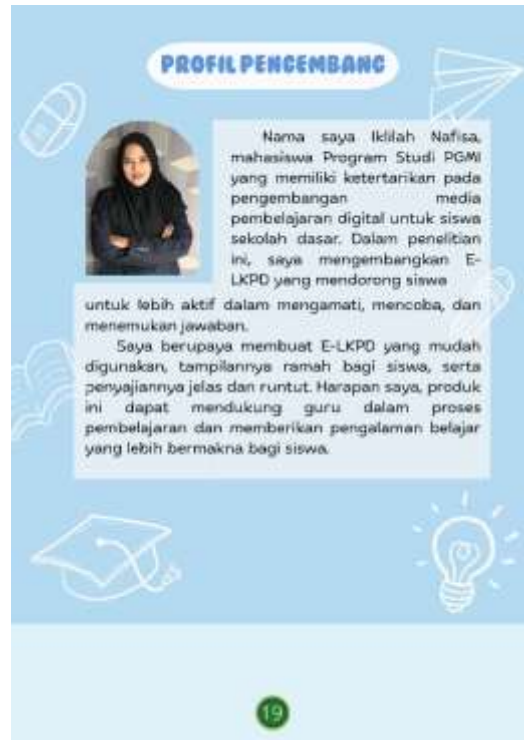 PROFIL PENGEMBANG
Nama saya Iklilah Nafisa,
mahasiswa Program Studi PGMI
yang memiliki ketertarikan pada
pengembangan media
pembelajaran digital untuk siswa
sekolah dasar. Dalam penelitian
ini, saya mengembangkan E-
LKPD yang mendorong siswa
untuk lebih aktif dalam mengamati, mencoba, dan
menemukan jawaban.
Saya berupaya membuat E-LKPD yang mudah
digunakan, tampilannya ramah bagi siswa, serta
penyajiannya jelas dan runtut. Harapan saya, produk
ini dapat mendukung guru dalam proses
pembelajaran dan memberikan pengalaman belajar
yang lebih bermakna bagi siswa.
19